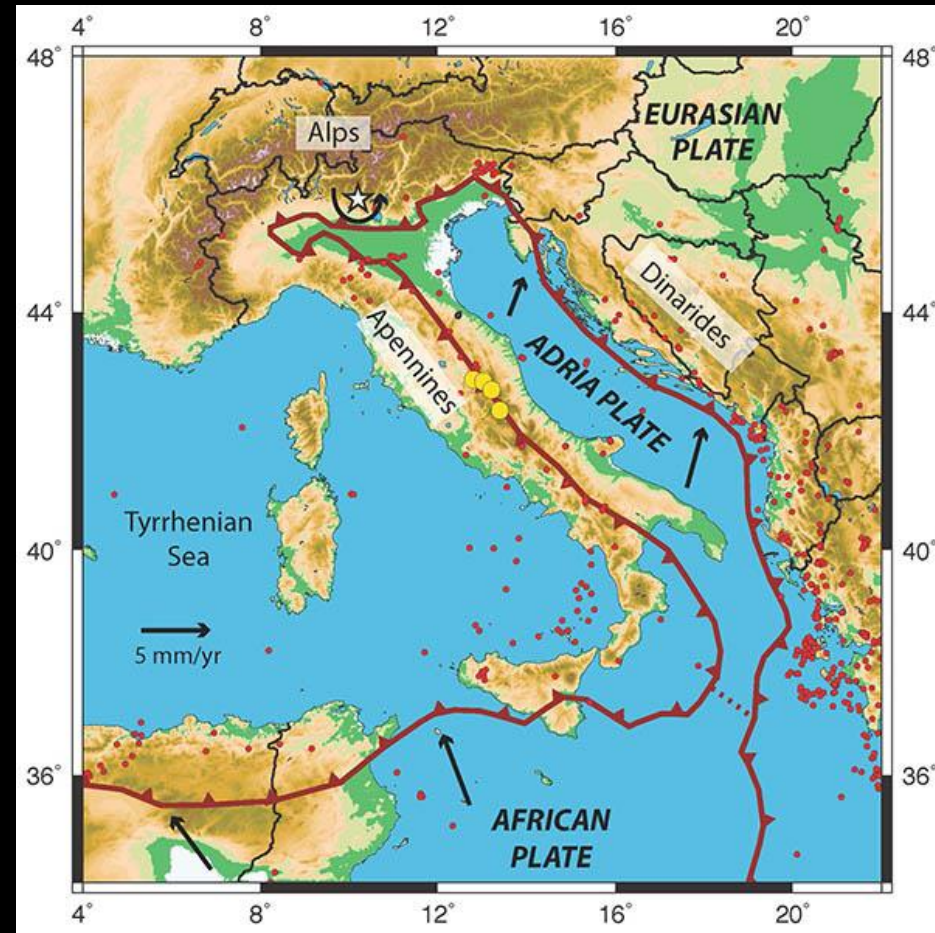 4° 8° 12° 16° 20°
48° 48°
EURASIAN
PLATE
Alps
Dinarides
44° 44°
Apennines
ADRIA PLATE
Tyrrhenian
Sea
40° 40°
5 mm/yr
36° 36°
AFRICAN
PLATE
4° 8° 12° 16° 20°